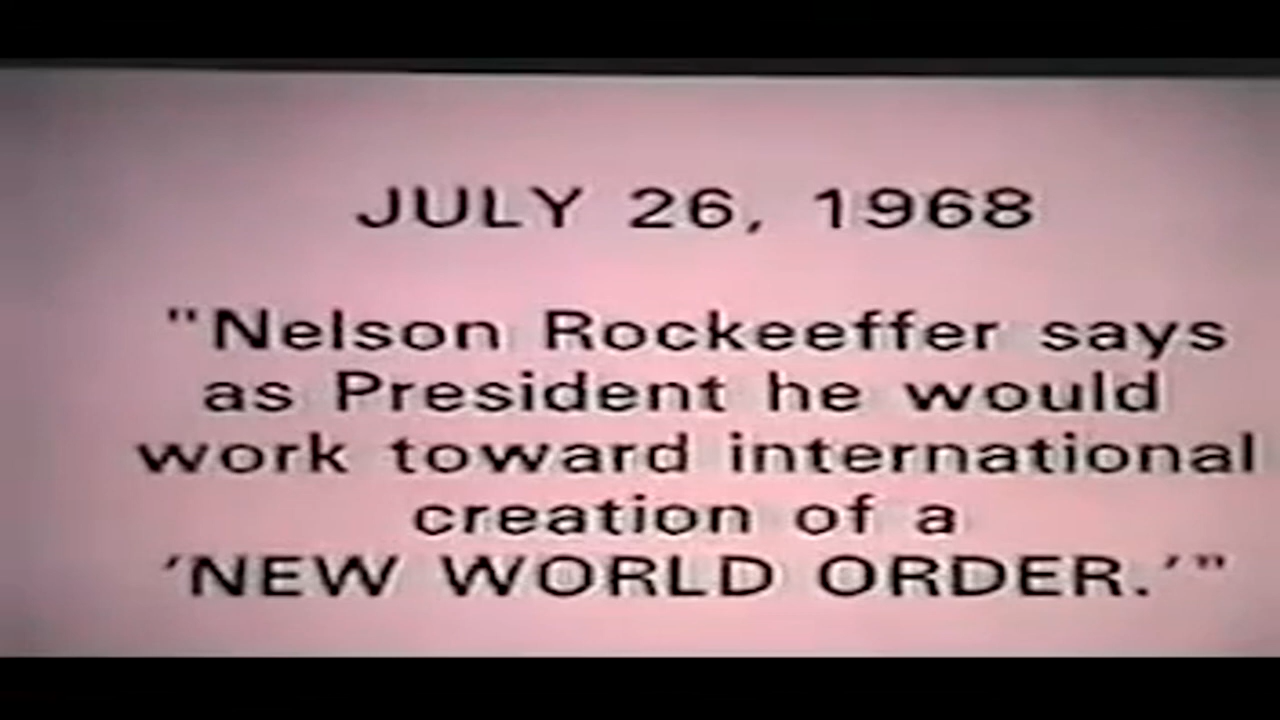 JULY 26, 1968
"Nelson Rockeeffer says
as President he would
work toward international
creation of a
'NEW WORLD ORDER.'"